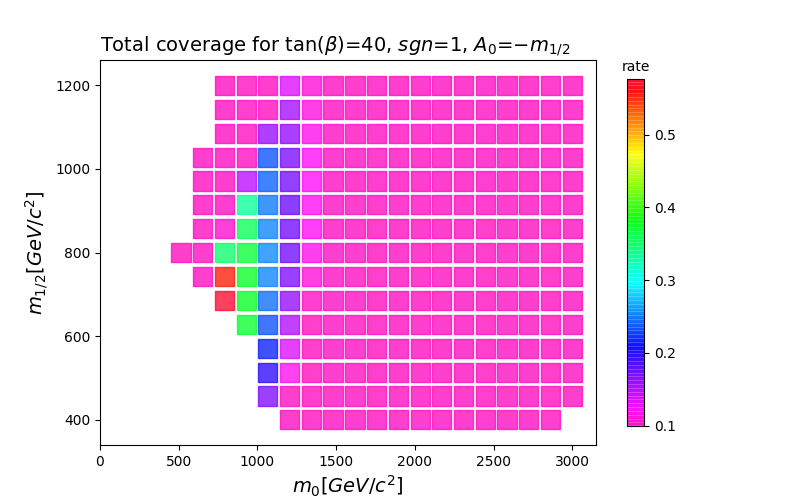 Total coverage for tan(β)=40, sgn=1, A₀=−m₁/₂
rate
1200
1000
800
600
400
m₁/₂[GeV/c²]
0.5
0.4
0.3
0.2
0.1
0 500 1000 1500 2000 2500 3000
m₀[GeV/c²]